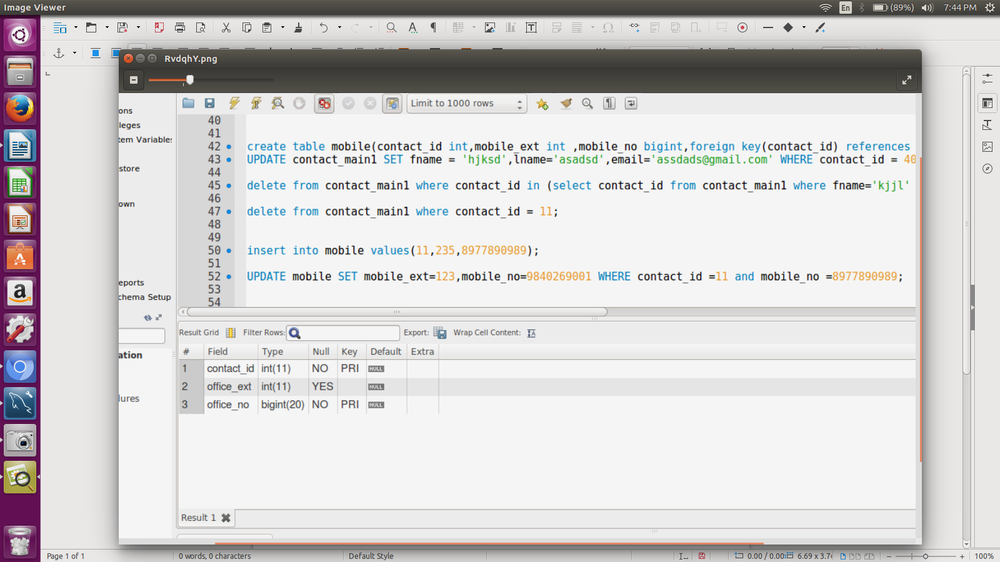 Image Viewer
En
(89%)
7:44 PM
RvdqhY.png
Limit to 1000 rows
ons
leges
tem Variables
store
own
eports
chema Setup
ation
lures
40
41
42 create table mobile(contact_id int,mobile_ext int ,mobile_no bigint,foreign key(contact_id) references
43 UPDATE contact_main1 SET fname = 'hjksd',lname='asadsd',email='assdads@gmail.com' WHERE contact_id = 40
44
45 delete from contact_main1 where contact_id in (select contact_id from contact_main1 where fname='kjjl'
46
47 delete from contact_main1 where contact_id = 11;
48
49
50 insert into mobile values(11,235,8977890989);
51
52 UPDATE mobile SET mobile_ext=123,mobile_no=9840269001 WHERE contact_id =11 and mobile_no =8977890989;
53
54
Result Grid Filter Rows: Export: Wrap Cell Content:
# Field Type Null Key Default Extra
1 contact_id int(11) NO PRI NULL
2 office_ext int(11) YES NULL
3 office_no bigint(20) NO PRI NULL
Result 1
Page 1 of 1 0 words, 0 characters Default Style 0.00 / 0.00 6.69 x 3.7 100%